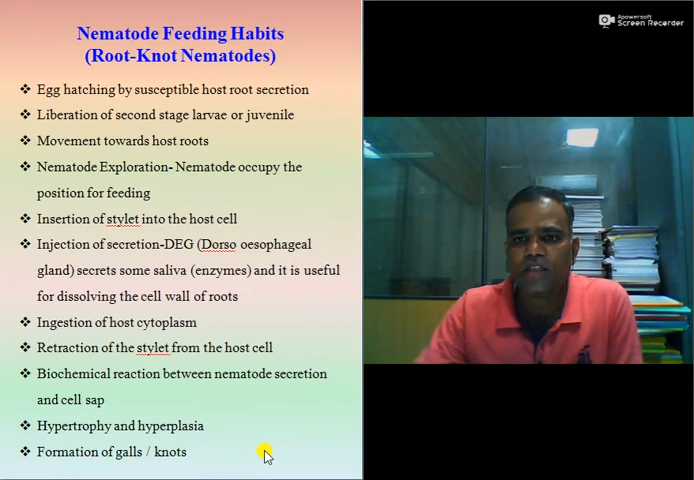 Nematode Feeding Habits
(Root-Knot Nematodes)
❖ Egg hatching by susceptible host root secretion
❖ Liberation of second stage larvae or juvenile
❖ Movement towards host roots
❖ Nematode Exploration- Nematode occupy the
position for feeding
❖ Insertion of stylet into the host cell
❖ Injection of secretion-DEG (Dorso oesophageal
gland) secrets some saliva (enzymes) and it is useful
for dissolving the cell wall of roots
❖ Ingestion of host cytoplasm
❖ Retraction of the stylet from the host cell
❖ Biochemical reaction between nematode secretion
and cell sap
❖ Hypertrophy and hyperplasia
❖ Formation of galls / knots
Apowersoft
Screen Recorder